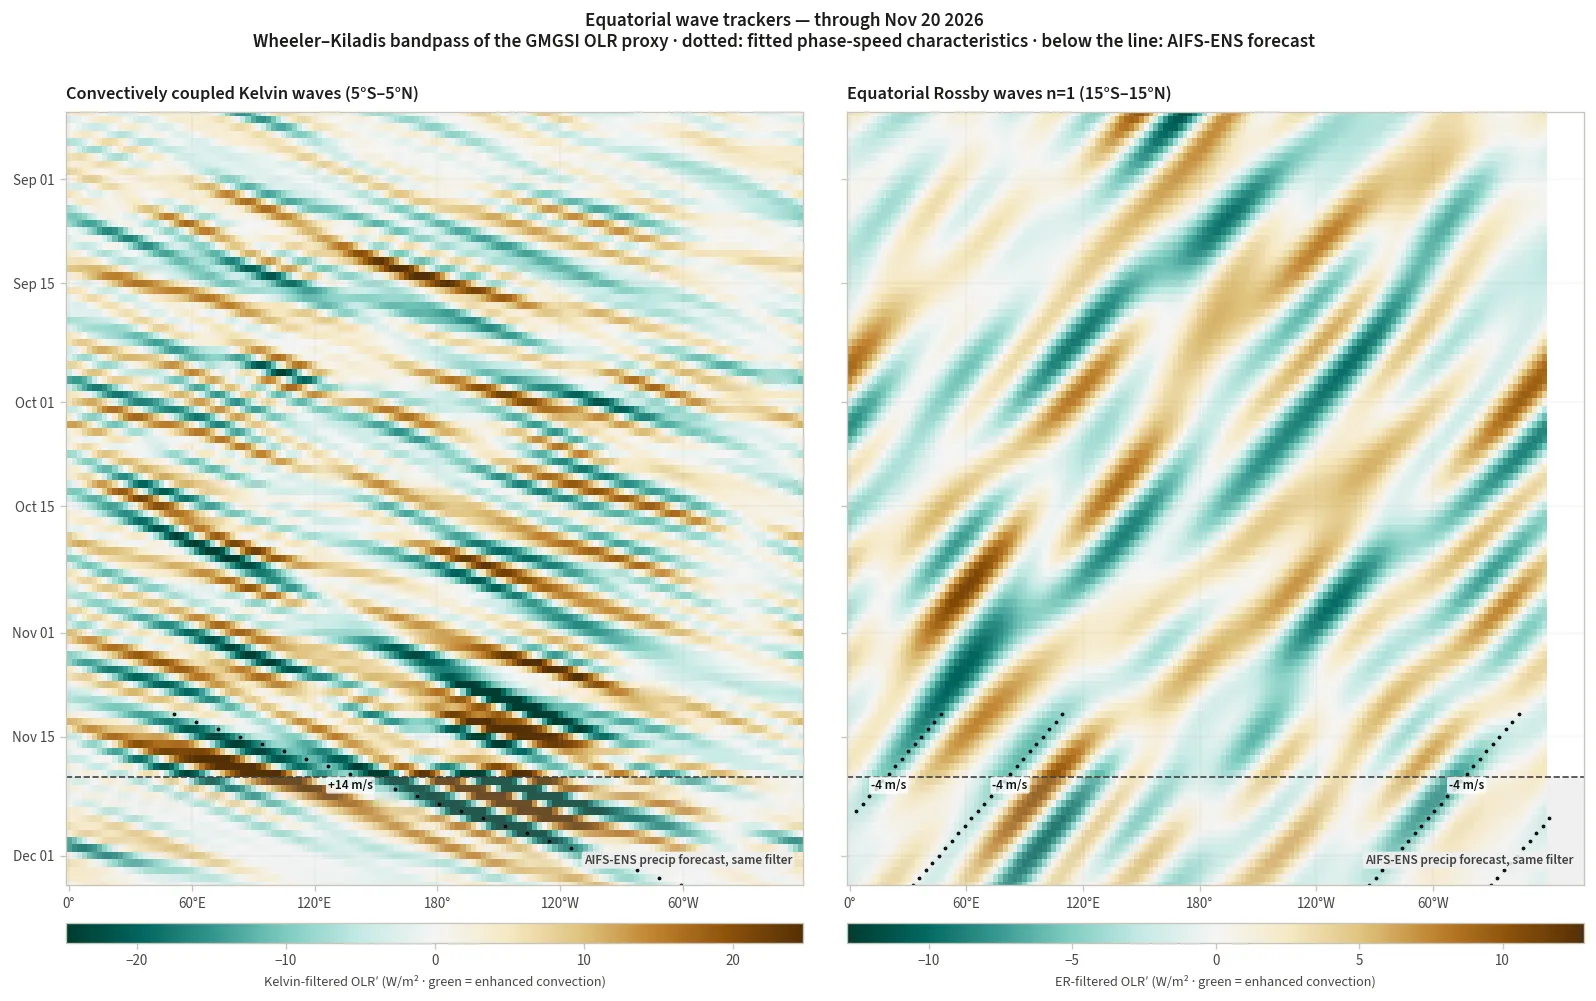 Equatorial wave trackers — through Nov 20 2026
Wheeler–Kiladis bandpass of the GMGSI OLR proxy · dotted: fitted phase-speed characteristics · below the line: AIFS-ENS forecast
Convectively coupled Kelvin waves (5°S–5°N)
Sep 01
Sep 15
Oct 01
Oct 15
Nov 01
Nov 15
Dec 01
+14 m/s
AIFS-ENS precip forecast, same filter
0° 60°E 120°E 180° 120°W 60°W
−20 −10 0 10 20
Kelvin-filtered OLR′ (W/m² · green = enhanced convection)
Equatorial Rossby waves n=1 (15°S–15°N)
-4 m/s -4 m/s -4 m/s
AIFS-ENS precip forecast, same filter
0° 60°E 120°E 180° 120°W 60°W
−10 −5 0 5 10
ER-filtered OLR′ (W/m² · green = enhanced convection)